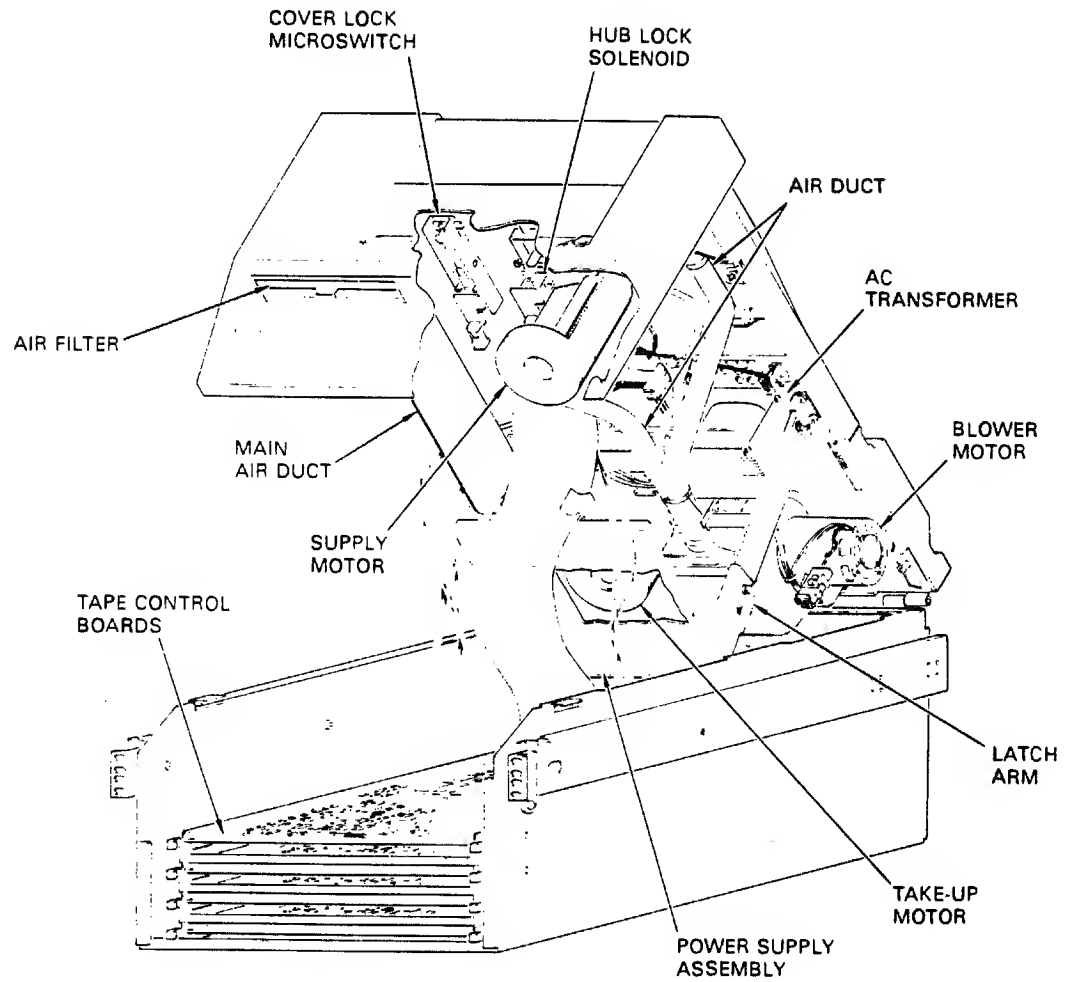 COVER LOCK
MICROSWITCH
HUB LOCK
SOLENOID
AIR DUCT
AC
TRANSFORMER
AIR FILTER
BLOWER
MOTOR
MAIN
AIR DUCT
SUPPLY
MOTOR
TAPE CONTROL
BOARDS
LATCH
ARM
TAKE-UP
MOTOR
POWER SUPPLY
ASSEMBLY